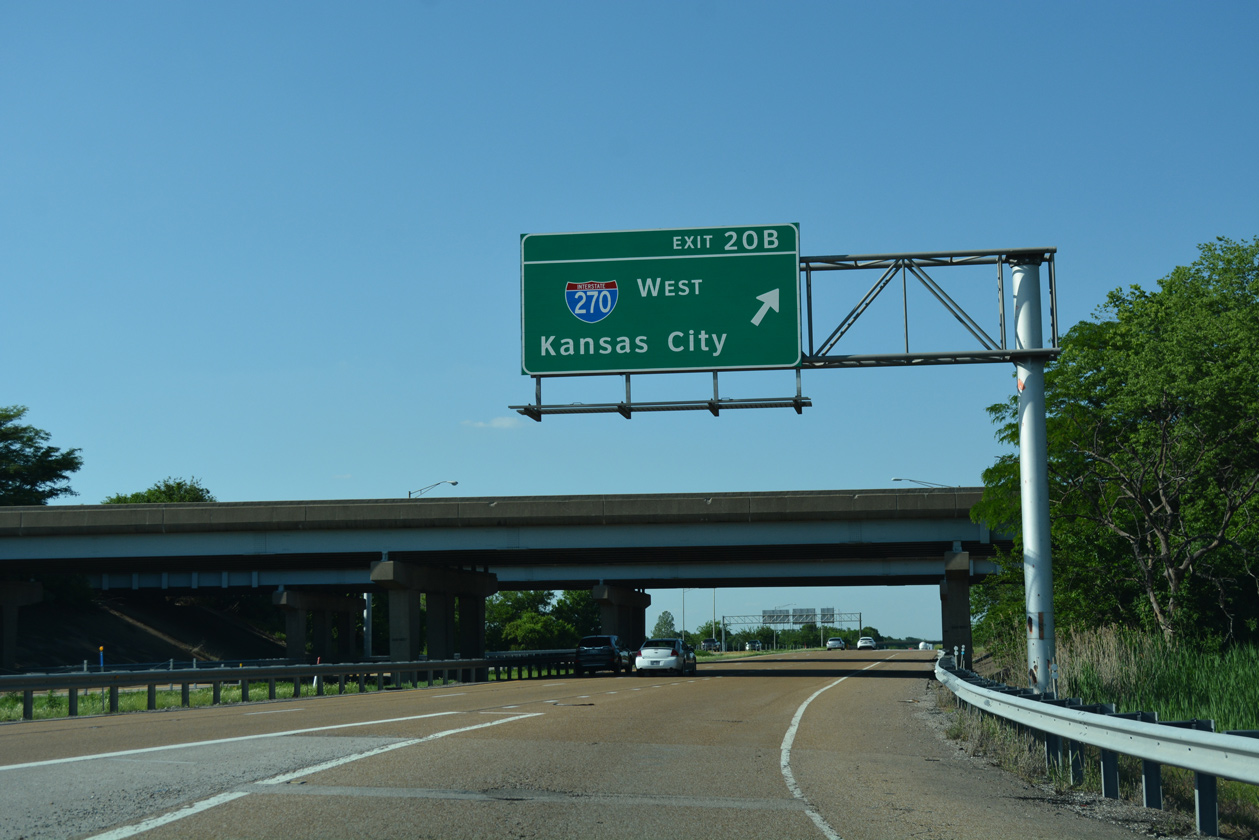 EXIT 20B
INTERSTATE
270
WEST
Kansas City